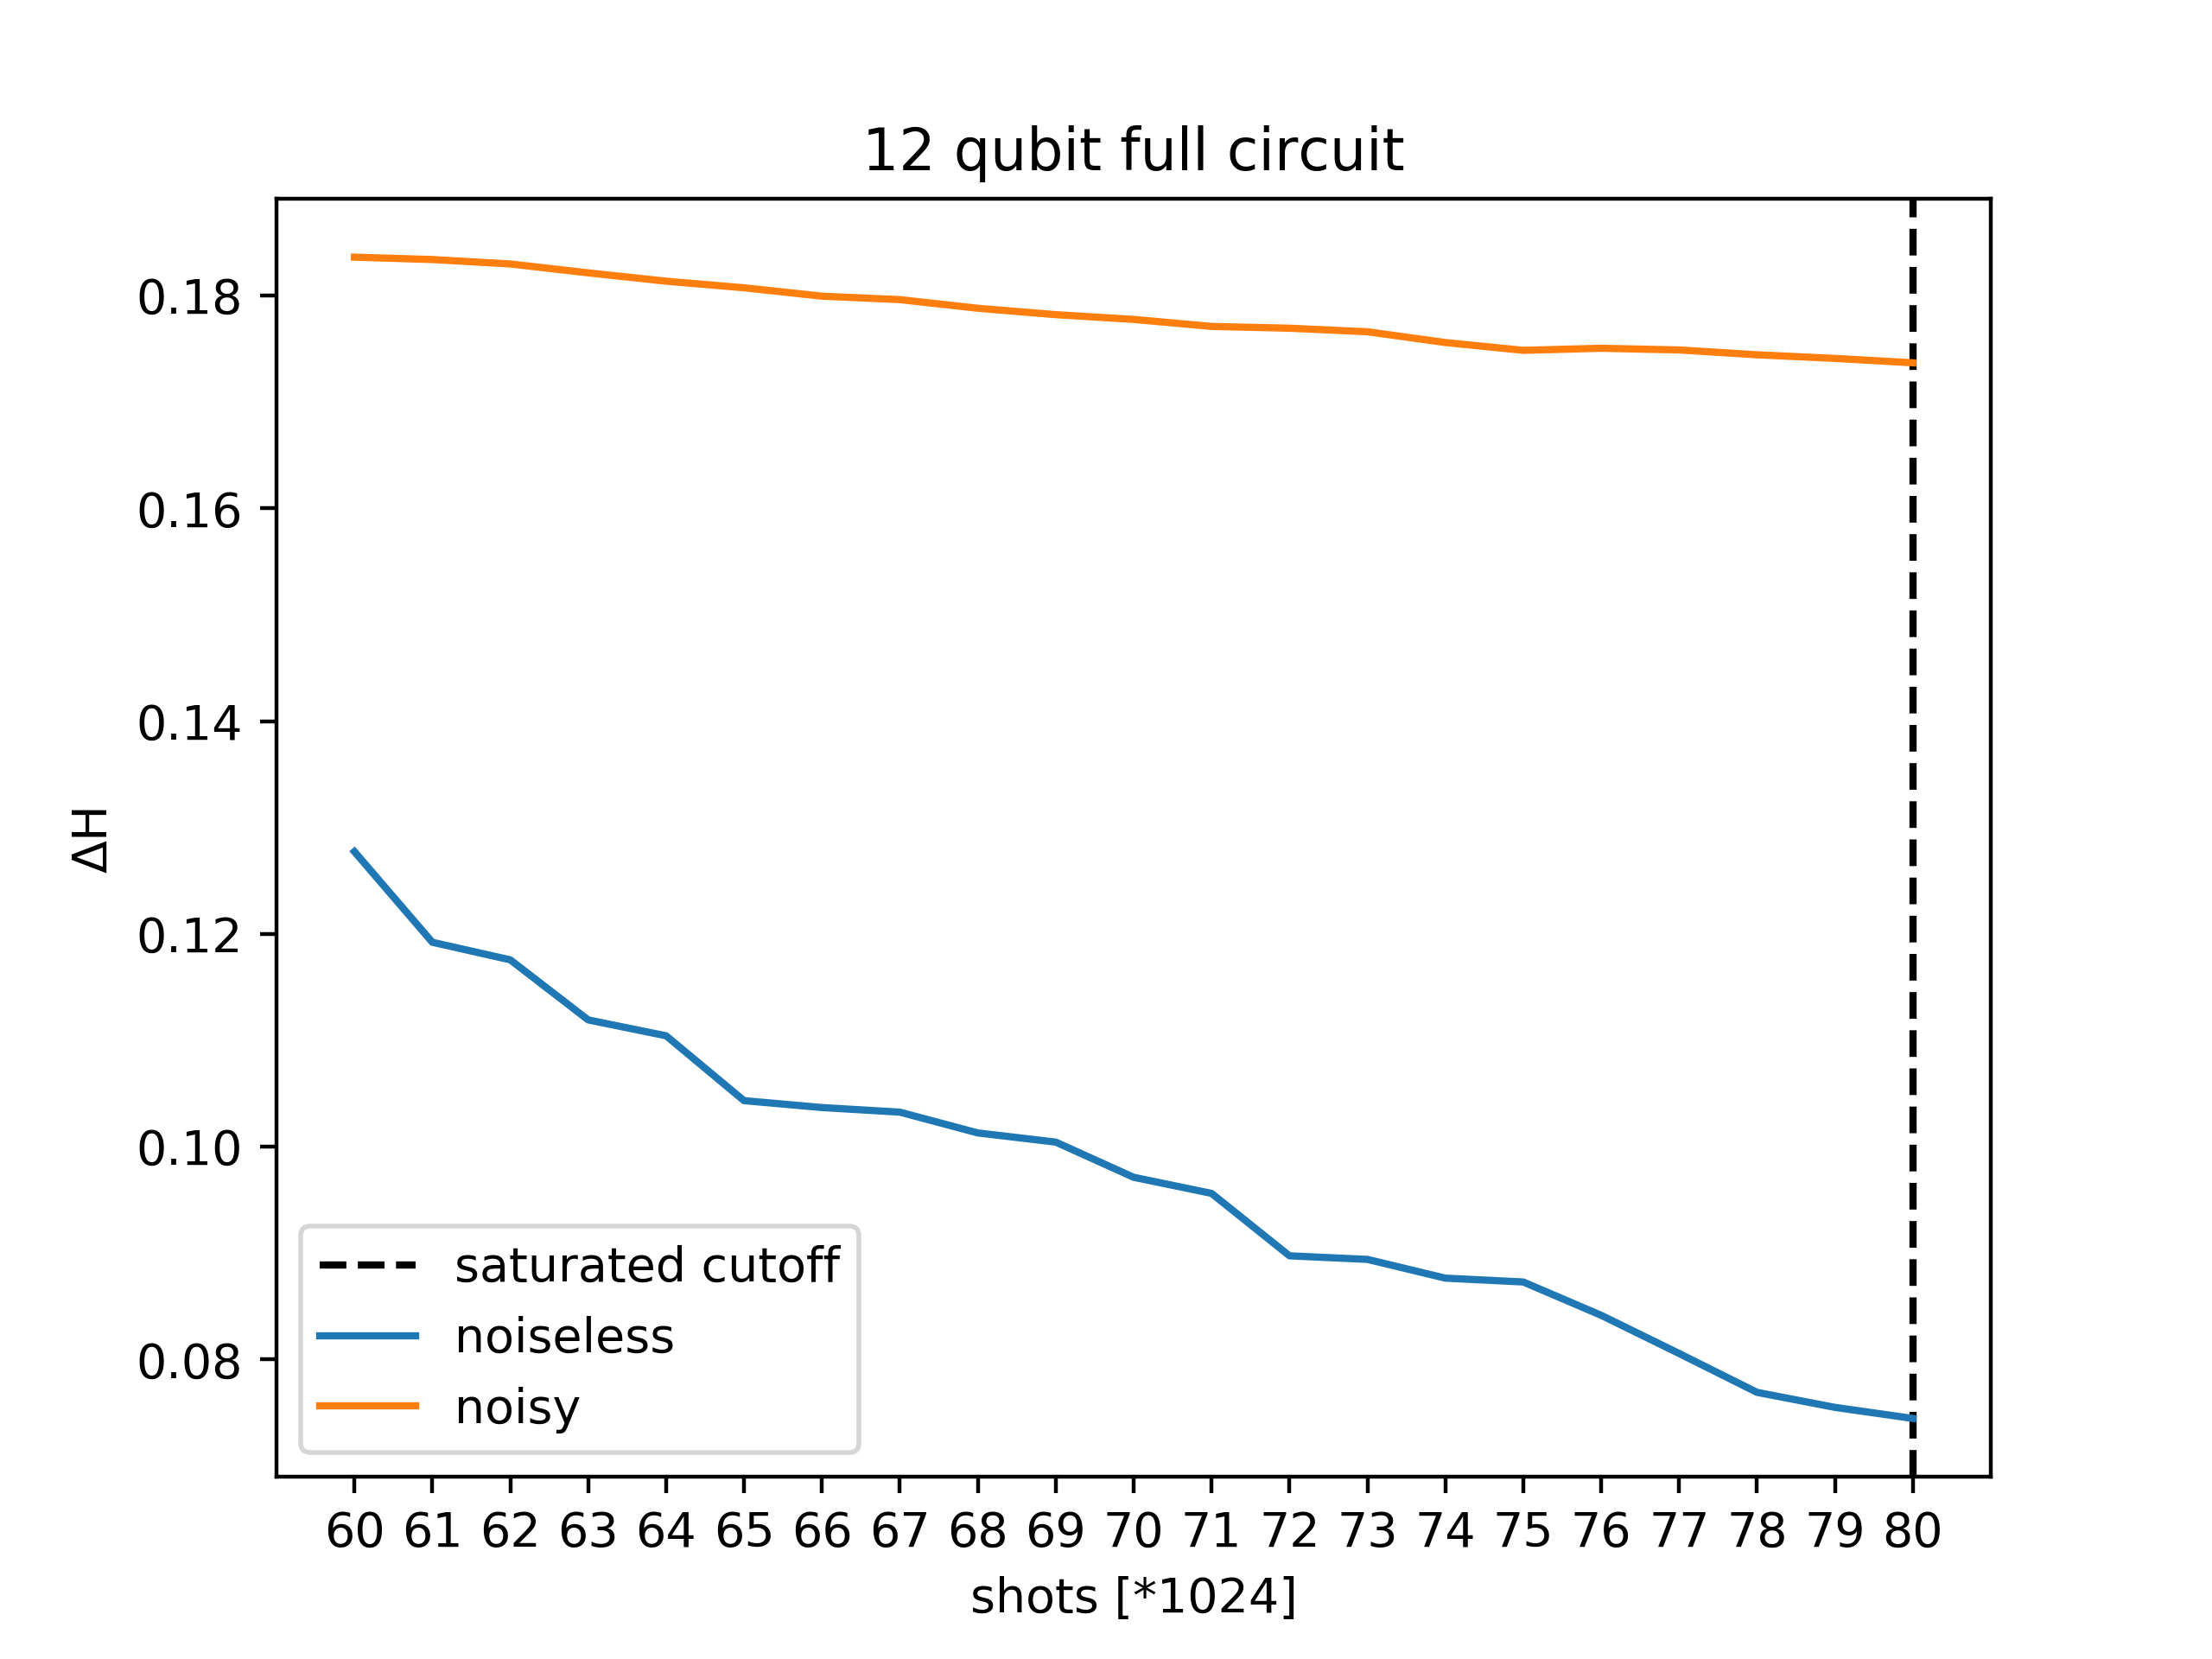 12 qubit full circuit
0.18
0.16
0.14
0.12
0.10
0.08
ΔH
saturated cutoff
noiseless
noisy
60 61 62 63 64 65 66 67 68 69 70 71 72 73 74 75 76 77 78 79 80
shots [*1024]